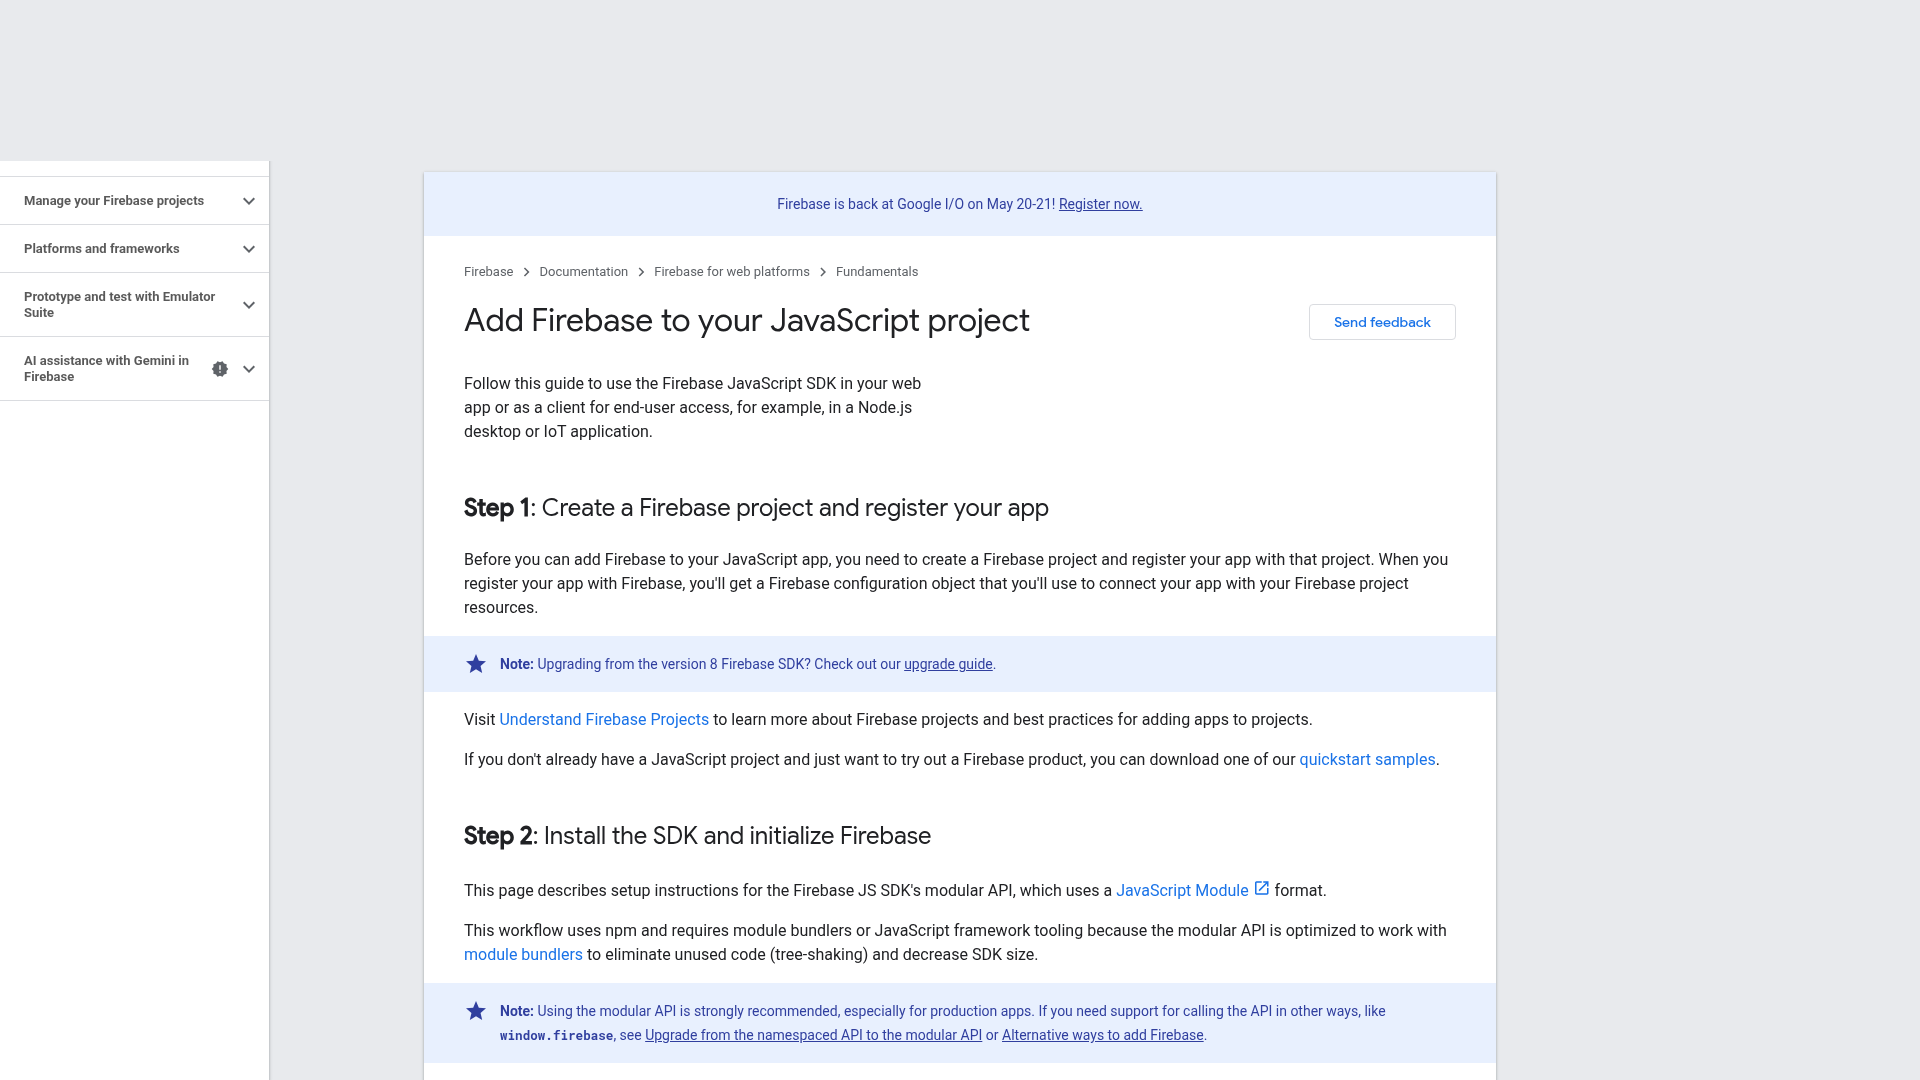 Manage your Firebase projects
Platforms and frameworks
Prototype and test with Emulator
Suite
AI assistance with Gemini in
Firebase
Firebase is back at Google I/O on May 20-21! Register now.
Firebase > Documentation > Firebase for web platforms > Fundamentals
Add Firebase to your JavaScript project
Send feedback
Follow this guide to use the Firebase JavaScript SDK in your web
app or as a client for end-user access, for example, in a Node.js
desktop or IoT application.
Step 1: Create a Firebase project and register your app
Before you can add Firebase to your JavaScript app, you need to create a Firebase project and register your app with that project. When you
register your app with Firebase, you'll get a Firebase configuration object that you'll use to connect your app with your Firebase project
resources.
Note: Upgrading from the version 8 Firebase SDK? Check out our upgrade guide.
Visit Understand Firebase Projects to learn more about Firebase projects and best practices for adding apps to projects.
If you don't already have a JavaScript project and just want to try out a Firebase product, you can download one of our quickstart samples.
Step 2: Install the SDK and initialize Firebase
This page describes setup instructions for the Firebase JS SDK's modular API, which uses a JavaScript Module format.
This workflow uses npm and requires module bundlers or JavaScript framework tooling because the modular API is optimized to work with
module bundlers to eliminate unused code (tree-shaking) and decrease SDK size.
Note: Using the modular API is strongly recommended, especially for production apps. If you need support for calling the API in other ways, like
window.firebase, see Upgrade from the namespaced API to the modular API or Alternative ways to add Firebase.